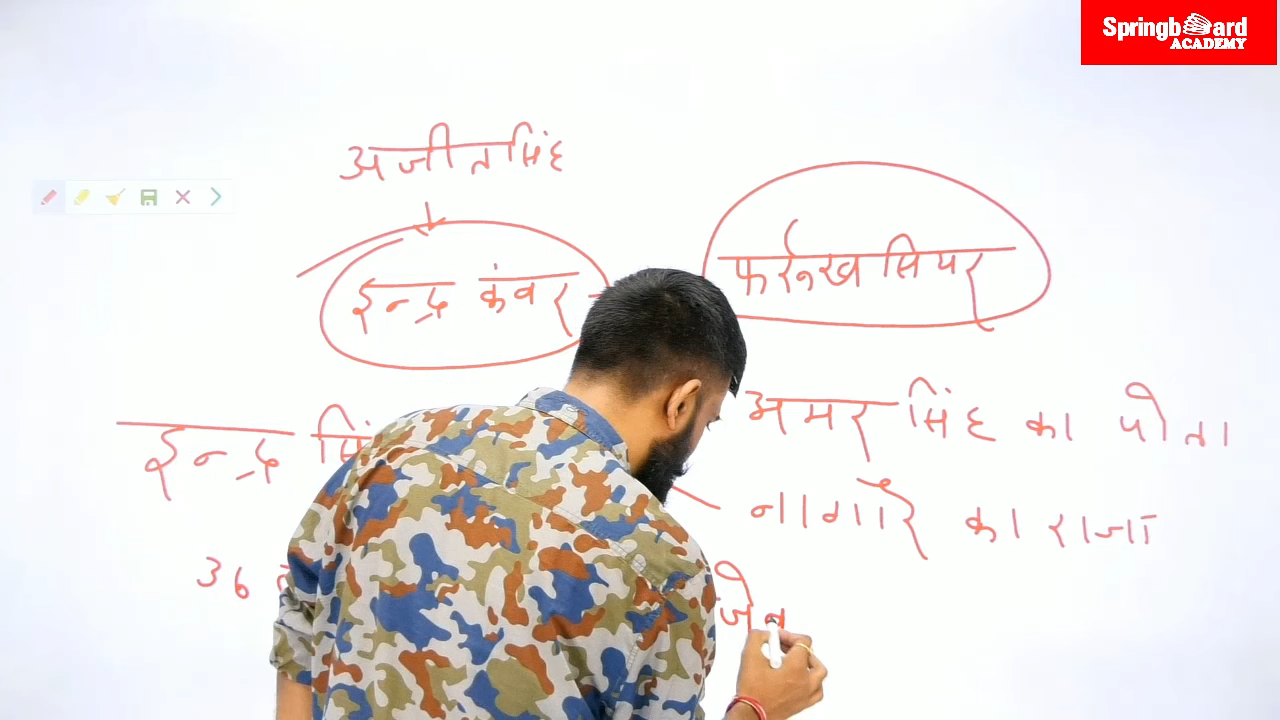 Springboard
ACADEMY
अजीतसिंह
इन्द्र कंवर
फर्रूखसियर
इन्द्र
अमर सिंह का पोता
नागौर का राजा
36